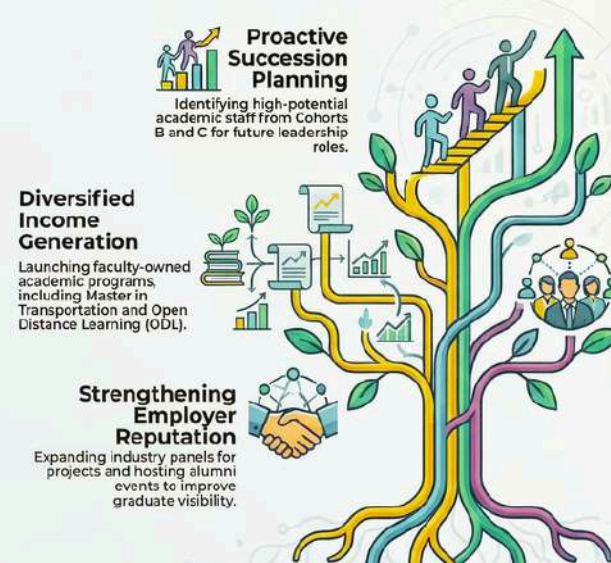 Proactive
Succession
Planning
Identifying high-potential
academic staff from Cohorts
B and C for future leadership
roles.
Diversified
Income
Generation
Launching faculty-owned
academic programs,
including Master in
Transportation and Open
Distance Learning (ODL).
Strengthening
Employer
Reputation
Expanding industry panels for
projects and hosting alumni
events to improve
graduate visibility.